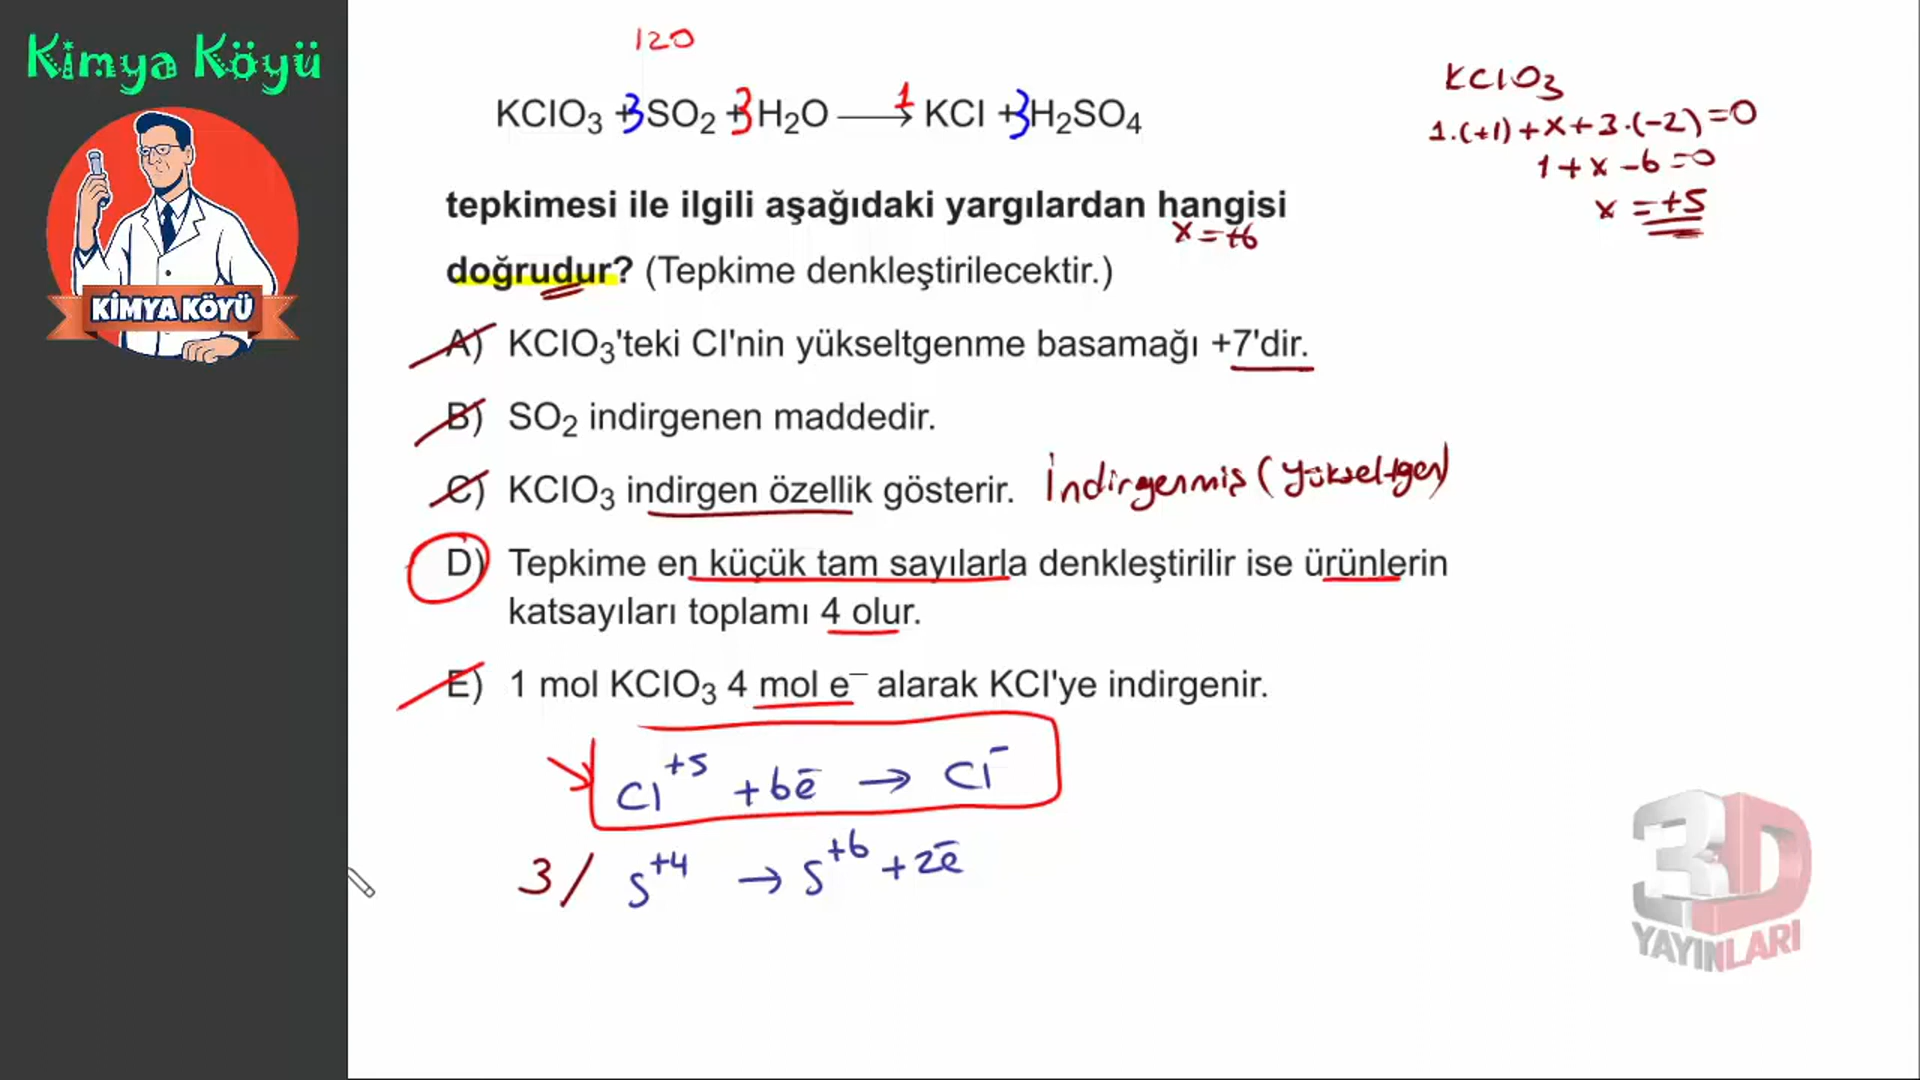 Kimya Köyü
KİMYA KÖYÜ
120
KClO3 + 3SO2 + 3H2O → 1 KCl + 3H2SO4
KClO3
1.(+1)+x+3.(-2)=0
1+x-6=0
x=+5
tepkimesi ile ilgili aşağıdaki yargılardan hangisi
x=+6
doğrudur? (Tepkime denkleştirilecektir.)
A) KClO3'teki Cl'nin yükseltgenme basamağı +7'dir.
B) SO2 indirgenen maddedir.
C) KClO3 indirgen özellik gösterir. İndirgenmiş (yükseltgen)
D) Tepkime en küçük tam sayılarla denkleştirilir ise ürünlerin
katsayıları toplamı 4 olur.
E) 1 mol KClO3 4 mol e⁻ alarak KCl'ye indirgenir.
Cl+5 +6e⁻ → Cl⁻
3/ S+4 → S+6 +2e⁻
3D
YAYINLARI